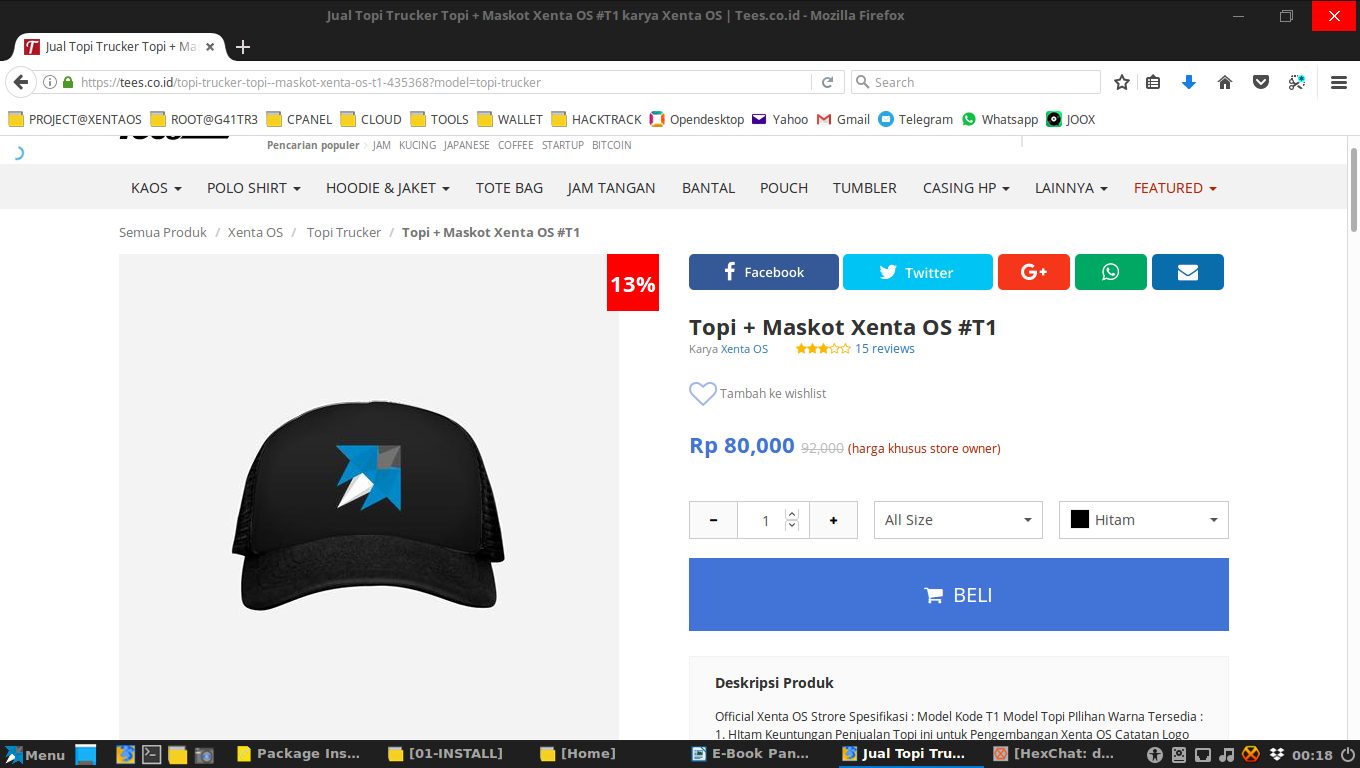 Jual Topi Trucker Topi + Maskot Xenta OS #T1 karya Xenta OS | Tees.co.id - Mozilla Firefox
Jual Topi Trucker Topi + Ma
https://tees.co.id/topi-trucker-topi--maskot-xenta-os-t1-435368?model=topi-trucker
Search
PROJECT@XENTAOS ROOT@G41TR3 CPANEL CLOUD TOOLS WALLET HACKTRACK Opendesktop Yahoo Gmail Telegram Whatsapp JOOX
Pencarian populer JAM KUCING JAPANESE COFFEE STARTUP BITCOIN
KAOS POLO SHIRT HOODIE & JAKET TOTE BAG JAM TANGAN BANTAL POUCH TUMBLER CASING HP LAINNYA FEATURED
Semua Produk / Xenta OS / Topi Trucker / Topi + Maskot Xenta OS #T1
13%
Facebook Twitter G+
Topi + Maskot Xenta OS #T1
Karya Xenta OS 15 reviews
Tambah ke wishlist
Rp 80,000 92,000 (harga khusus store owner)
- 1 + All Size Hitam
BELI
Deskripsi Produk
Official Xenta OS Strore Spesifikasi : Model Kode T1 Model Topi PIlihan Warna Tersedia :
1. HItam Keuntungan Penjualan Topi ini untuk Pengembangan Xenta OS Catatan Logo
Menu Package Ins... [01-INSTALL] [Home] E-Book Pan... Jual Topi Tru... [HexChat: d... 00:18